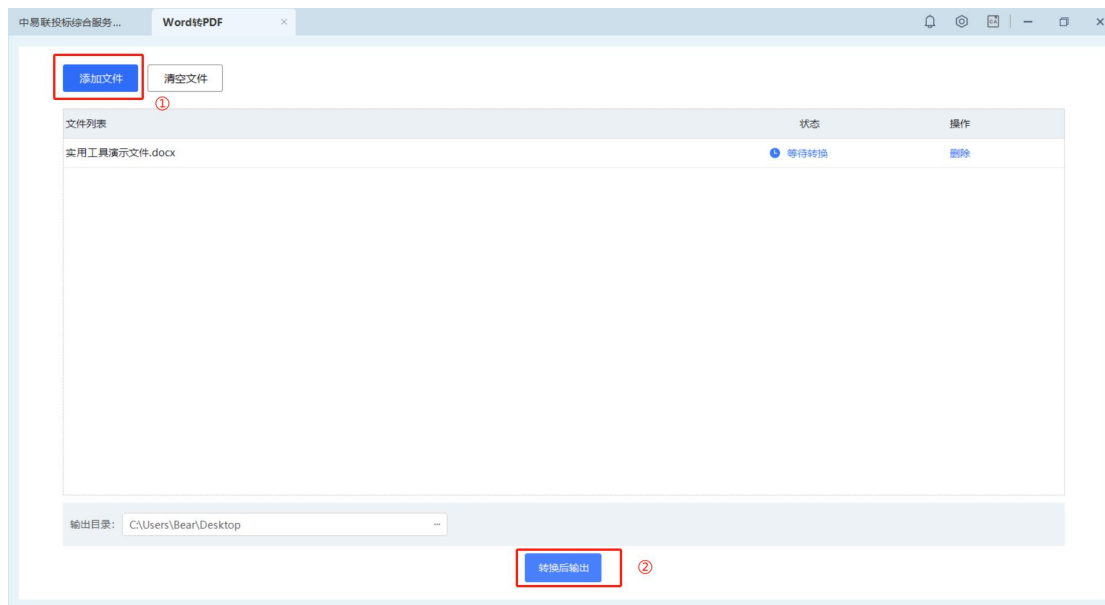 中易联投标综合服务... Word转PDF
添加文件 清空文件
①
文件列表 状态 操作
实用工具演示文件.docx 等待转换 删除
输出目录： C:\Users\Bear\Desktop ...
转换后输出 ②